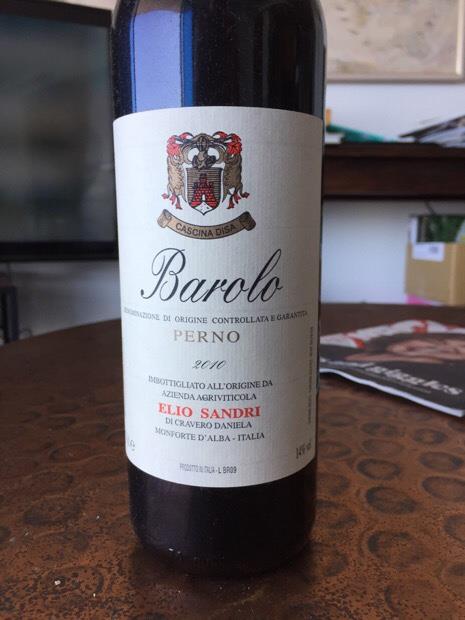 CASCINA DISA
Barolo
DENOMINAZIONE DI ORIGINE CONTROLLATA E GARANTITA
PERNO
2010
IMBOTTIGLIATO ALL'ORIGINE DA
AZIENDA AGRIVITICOLA
ELIO SANDRI
DI CRAVERO DANIELA
MONFORTE D'ALBA - ITALIA
14% vol
PRODOTTO IN ITALIA - L BR09